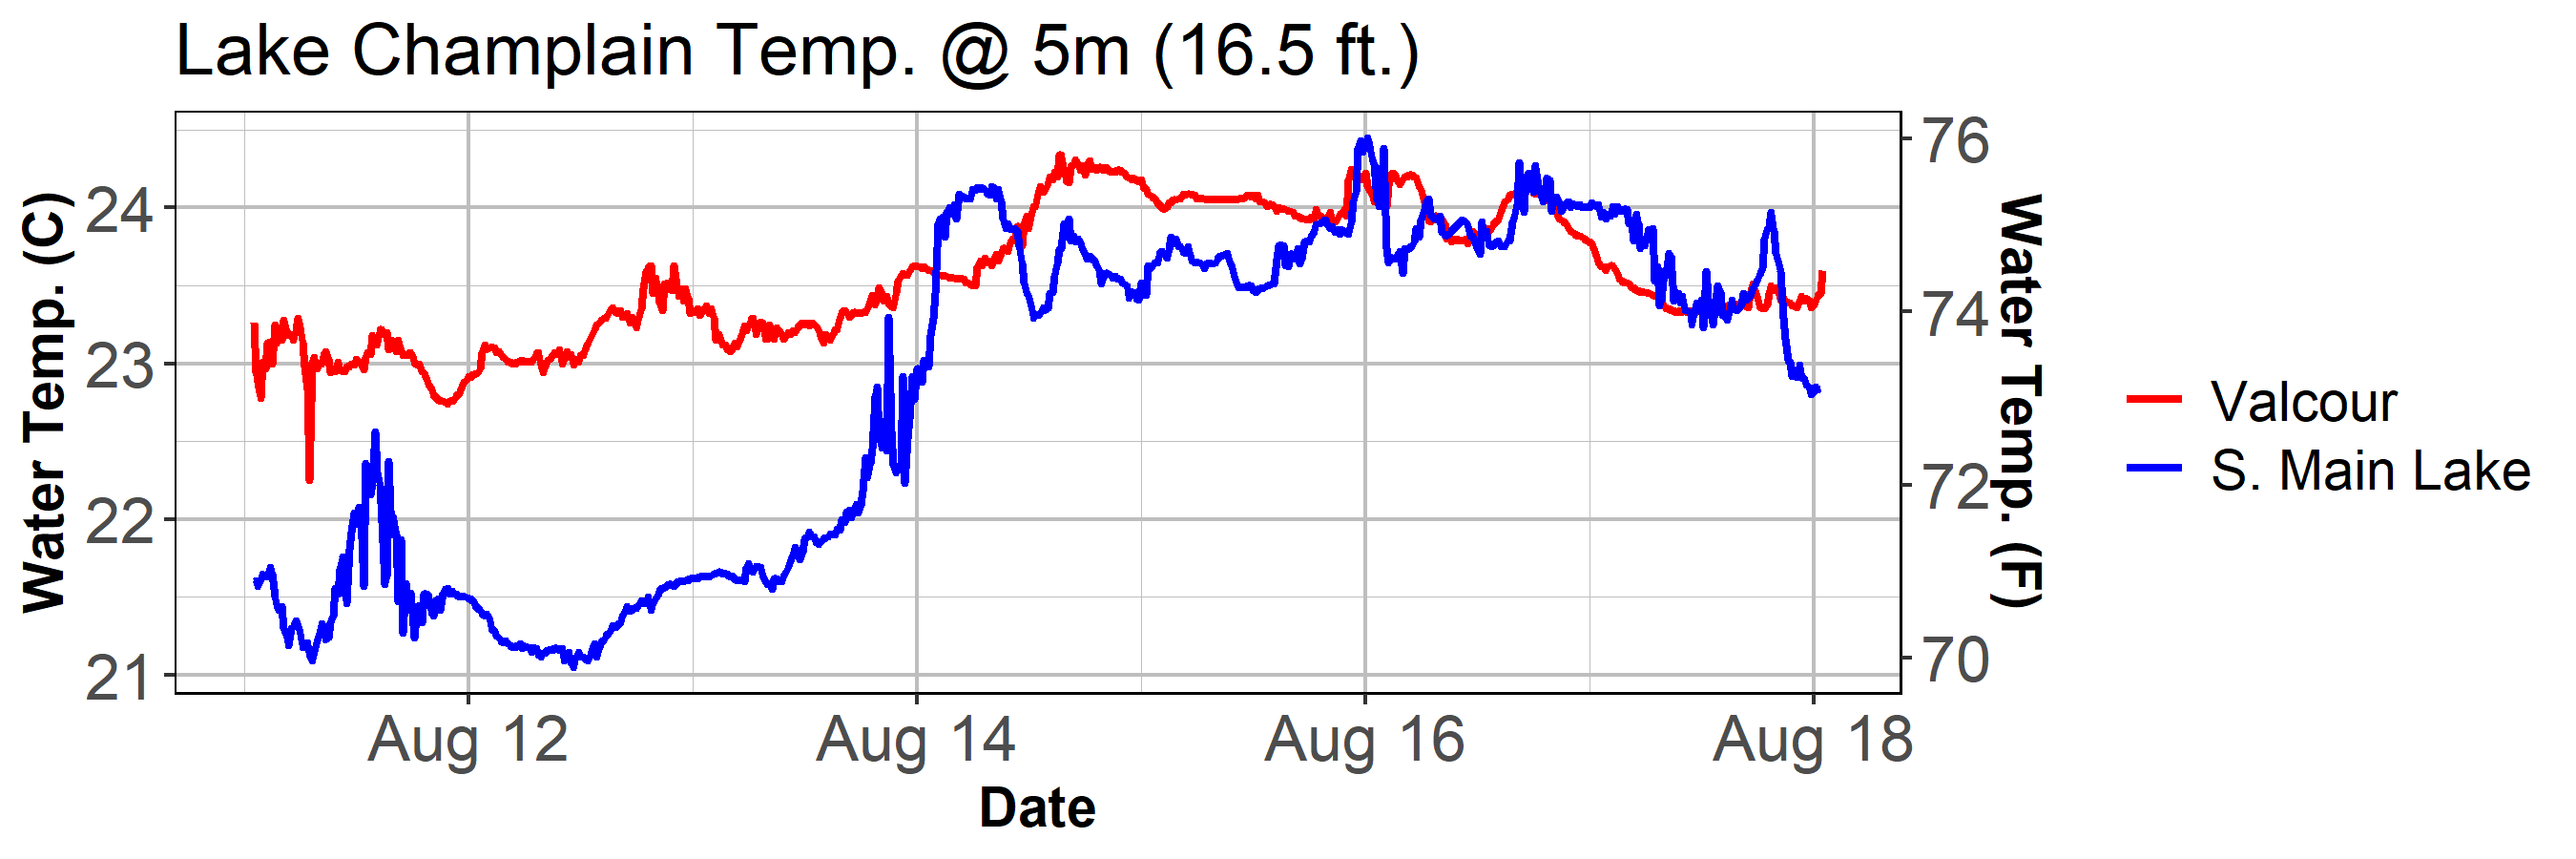 Lake Champlain Temp. @ 5m (16.5 ft.)
Water Temp. (C)
24
23
22
21
76
74
72
70
Water Temp. (F)
Aug 12
Aug 14
Aug 16
Aug 18
Date
Valcour
S. Main Lake